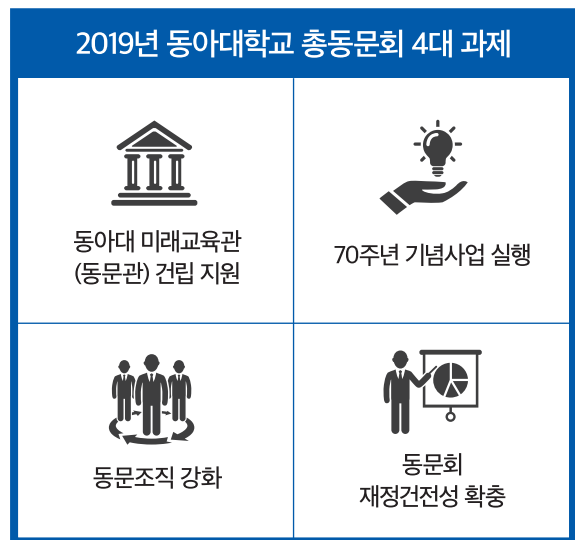 2019년 동아대학교 총동문회 4대 과제
동아대 미래교육관
(동문관) 건립 지원
70주년 기념사업 실행
동문조직 강화
동문회
재정건전성 확충